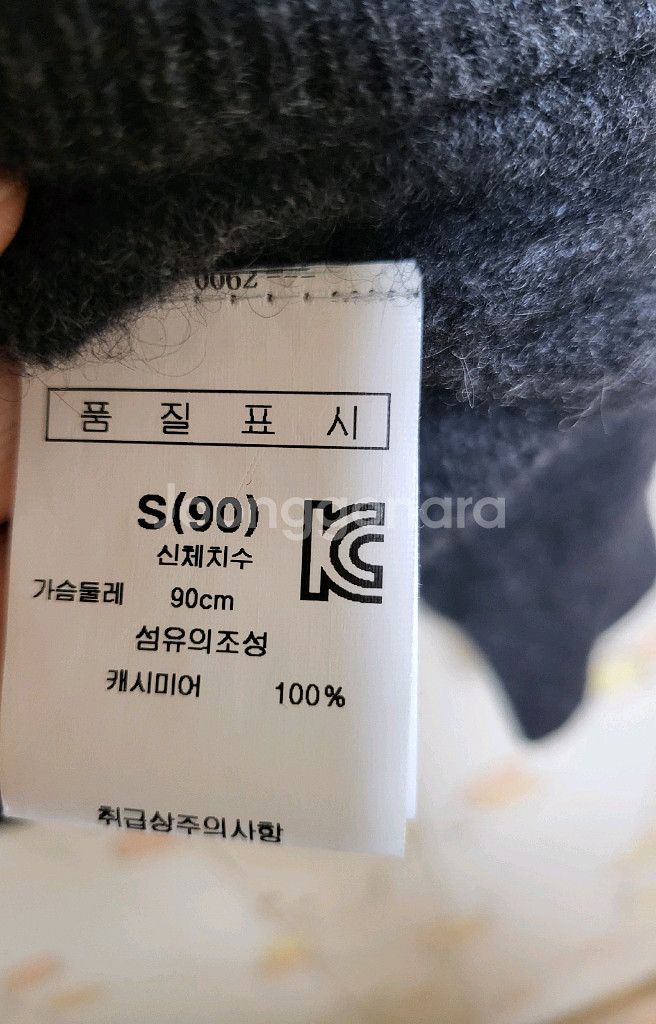 품 질 표 시
S(90)
Joonggonara
신체치수
가슴둘레 90cm
섬유의조성
캐시미어 100%
취급상주의사항